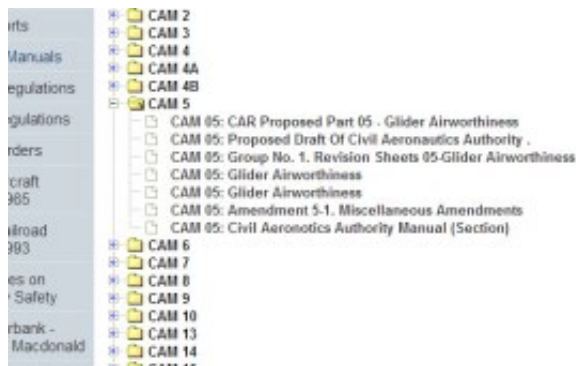 orts
Manuals
egulations
gulations
rders
craft
965
ailroad
993
es on
Safety
rbank -
Macdonald
CAM 2
CAM 3
CAM 4
CAM 4A
CAM 4B
CAM 5
CAM 05: CAR Proposed Part 05 - Glider Airworthiness
CAM 05: Proposed Draft Of Civil Aeronautics Authority .
CAM 05: Group No. 1. Revision Sheets 05-Glider Airworthiness
CAM 05: Glider Airworthiness
CAM 05: Glider Airworthiness
CAM 05: Amendment 5-1. Miscellaneous Amendments
CAM 05: Civil Aeronotics Authority Manual (Section)
CAM 6
CAM 7
CAM 8
CAM 9
CAM 10
CAM 13
CAM 14